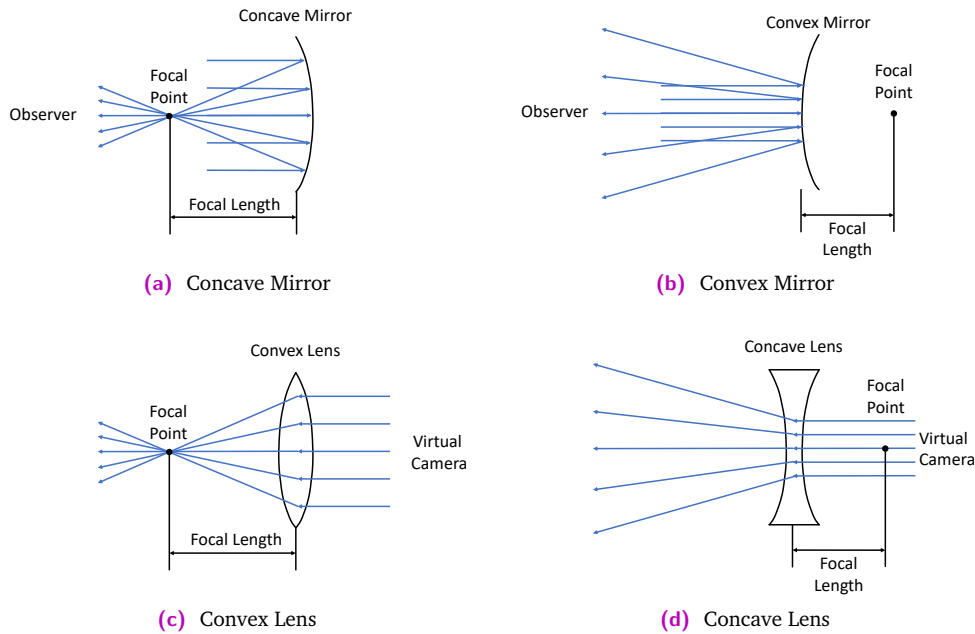 Concave Mirror
Focal
Point
Observer
Focal Length
(a) Concave Mirror
Convex Mirror
Focal
Point
Observer
Focal
Length
(b) Convex Mirror
Convex Lens
Focal
Point
Virtual
Camera
Focal Length
(c) Convex Lens
Concave Lens
Focal
Point
Virtual
Camera
Focal
Length
(d) Concave Lens